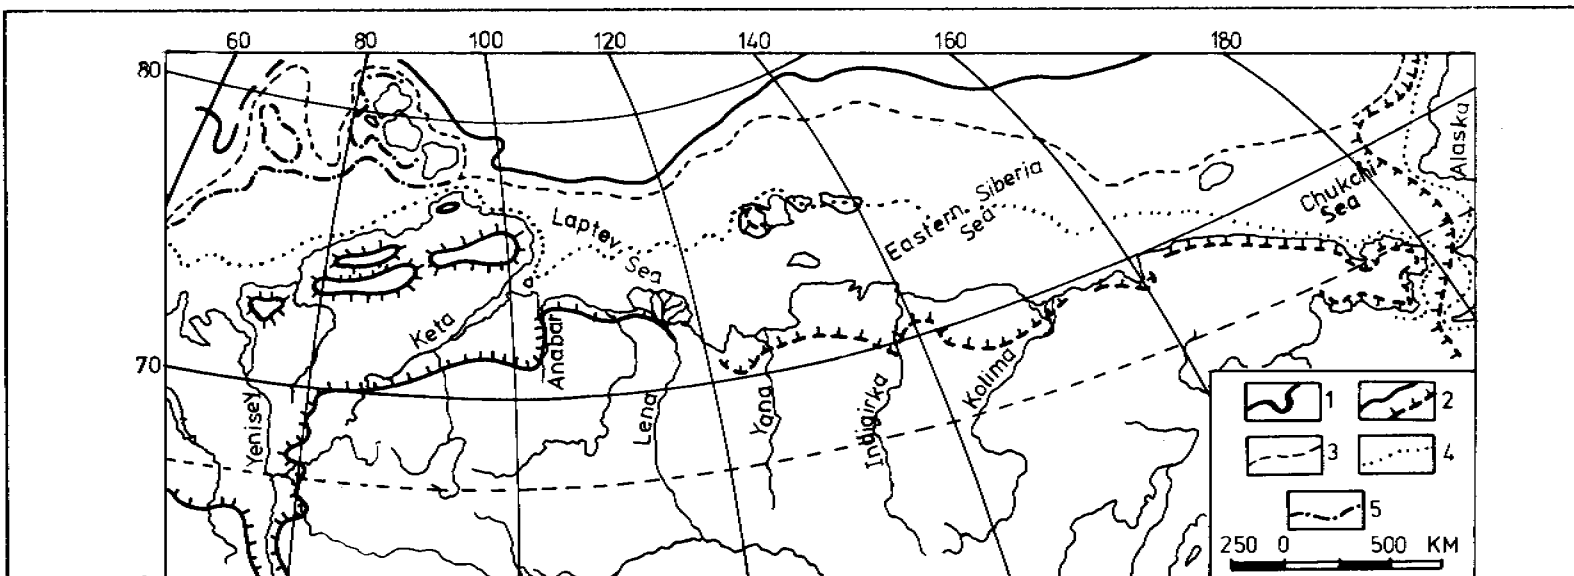 60 80 100 120 140 160 180
80
Alaska
Chukchi
Sea
Eastern Siberia
Sea
Laptev
Sea
Keta
Anabar
70
Yenisey
Lena
Yana
Indigirka
Kolima
1 2
3 4
5
250 0 500 KM